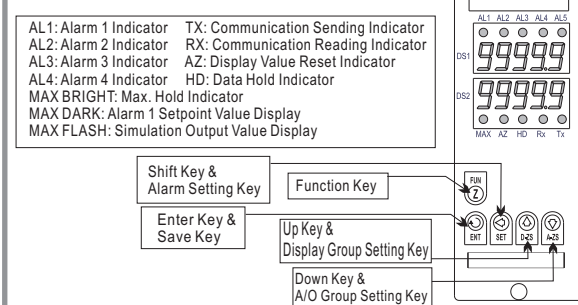 AL1: Alarm 1 Indicator TX: Communication Sending Indicator
AL2: Alarm 2 Indicator RX: Communication Reading Indicator
AL3: Alarm 3 Indicator AZ: Display Value Reset Indicator
AL4: Alarm 4 Indicator HD: Data Hold Indicator
MAX BRIGHT: Max. Hold Indicator
MAX DARK: Alarm 1 Setpoint Value Display
MAX FLASH: Simulation Output Value Display
AL1 AL2 AL3 AL4 AL5
DS1 9999.9
DS2 9999.9
MAX AZ HD Rx Tx
Shift Key &
Alarm Setting Key
Function Key
FUN
Z
Enter Key &
Save Key
ENT SET D-ZS A-ZS
Up Key &
Display Group Setting Key
Down Key &
A/O Group Setting Key